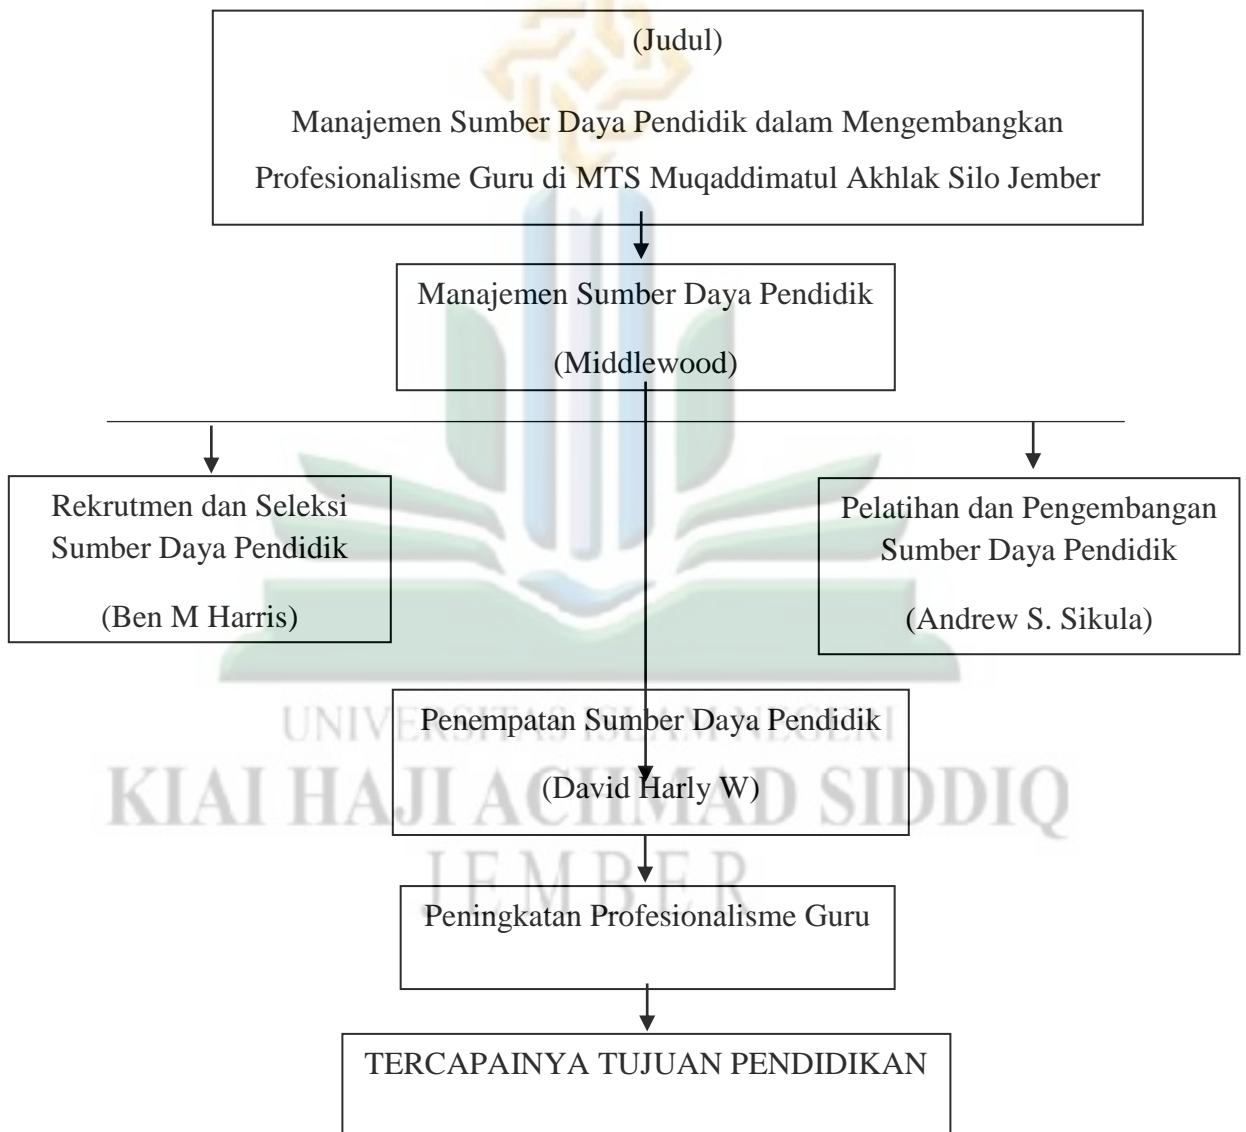 (Judul)
Manajemen Sumber Daya Pendidik dalam Mengembangkan
Profesionalisme Guru di MTS Muqaddimatul Akhlak Silo Jember
Manajemen Sumber Daya Pendidik
(Middlewood)
Rekrutmen dan Seleksi
Sumber Daya Pendidik
(Ben M Harris)
Pelatihan dan Pengembangan
Sumber Daya Pendidik
(Andrew S. Sikula)
Penempatan Sumber Daya Pendidik
(David Harly W)
UNIVERSITAS ISLAM NEGERI
KIAI HAJI ACHMAD SIDDIQ
JEMBER
Peningkatan Profesionalisme Guru
TERCAPAINYA TUJUAN PENDIDIKAN